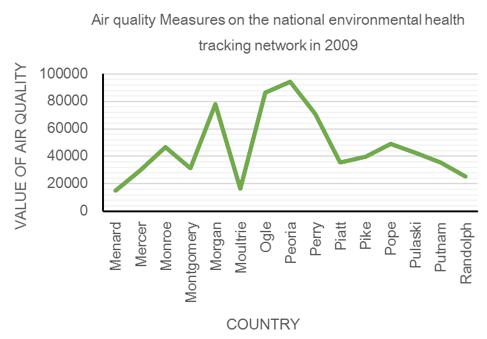 Air quality Measures on the national environmental health
tracking network in 2009
VALUE OF AIR QUALITY
100000
80000
60000
40000
20000
0
Menard
Mercer
Monroe
Montgomery
Morgan
Moultrie
Ogle
Peoria
Perry
Piatt
Pike
Pope
Pulaski
Putnam
Randolph
COUNTRY